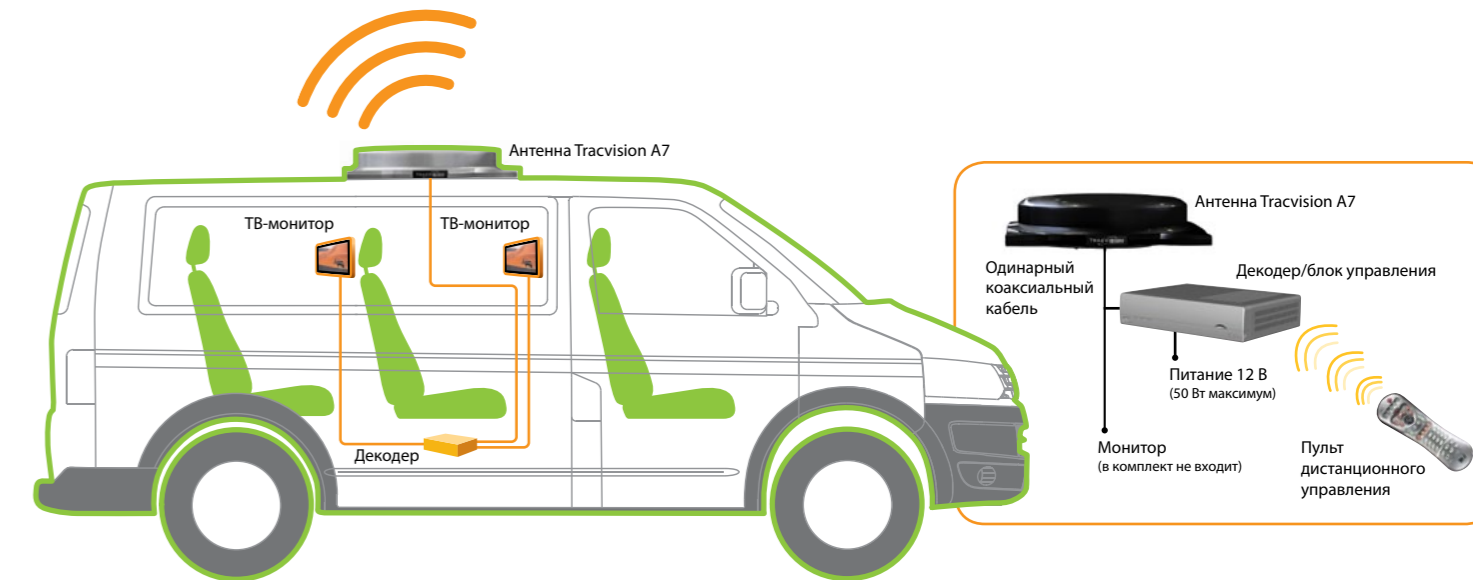 Антенна Tracvision A7
ТВ-монитор
ТВ-монитор
Декодер
Антенна Tracvision A7
Одинарный
коаксиальный
кабель
Декодер/блок управления
Питание 12 В
(50 Вт максимум)
Монитор
(в комплект не входит)
Пульт
дистанционного
управления